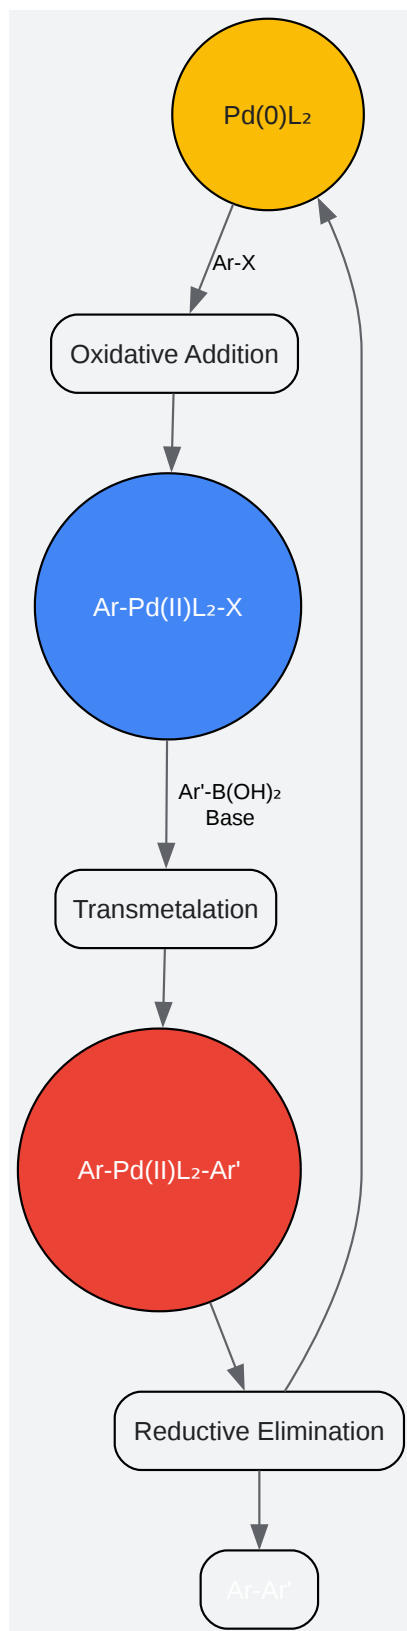 Pd(0)L₂
Ar-X
Oxidative Addition
Ar-Pd(II)L₂-X
Ar'-B(OH)₂
Base
Transmetalation
Ar-Pd(II)L₂-Ar'
Reductive Elimination
Ar-Ar'